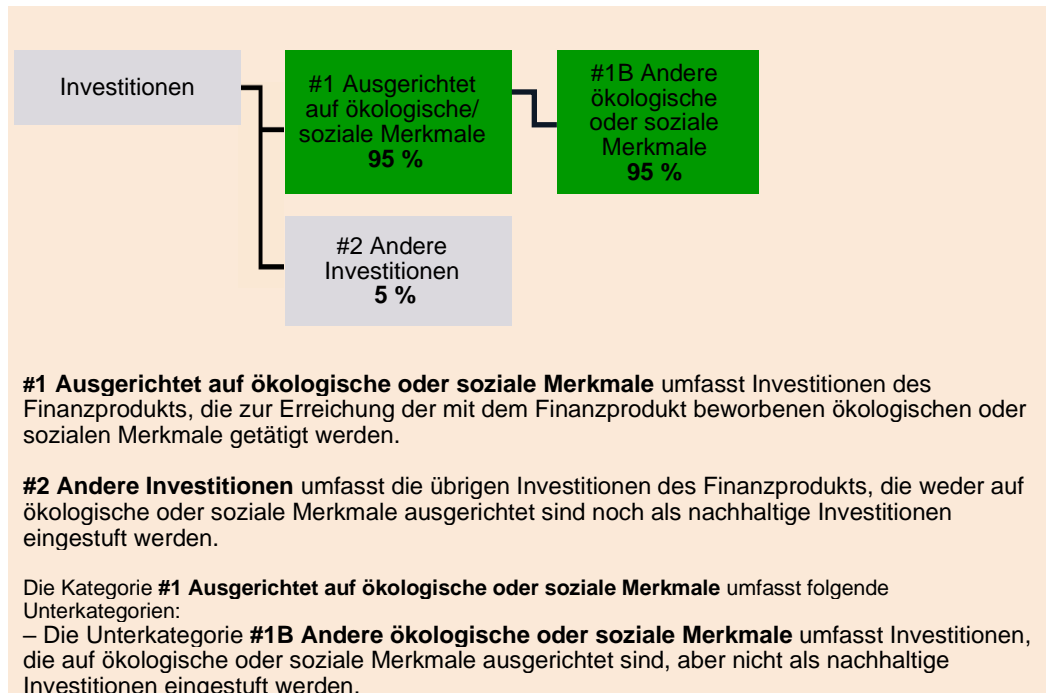 Investitionen
#1 Ausgerichtet
auf ökologische/
soziale Merkmale
95 %
#1B Andere
ökologische
oder soziale
Merkmale
95 %
#2 Andere
Investitionen
5 %
#1 Ausgerichtet auf ökologische oder soziale Merkmale umfasst Investitionen des
Finanzprodukts, die zur Erreichung der mit dem Finanzprodukt beworbenen ökologischen oder
sozialen Merkmale getätigt werden.
#2 Andere Investitionen umfasst die übrigen Investitionen des Finanzprodukts, die weder auf
ökologische oder soziale Merkmale ausgerichtet sind noch als nachhaltige Investitionen
eingestuft werden.
Die Kategorie #1 Ausgerichtet auf ökologische oder soziale Merkmale umfasst folgende
Unterkategorien:
– Die Unterkategorie #1B Andere ökologische oder soziale Merkmale umfasst Investitionen,
die auf ökologische oder soziale Merkmale ausgerichtet sind, aber nicht als nachhaltige
Investitionen eingestuft werden.